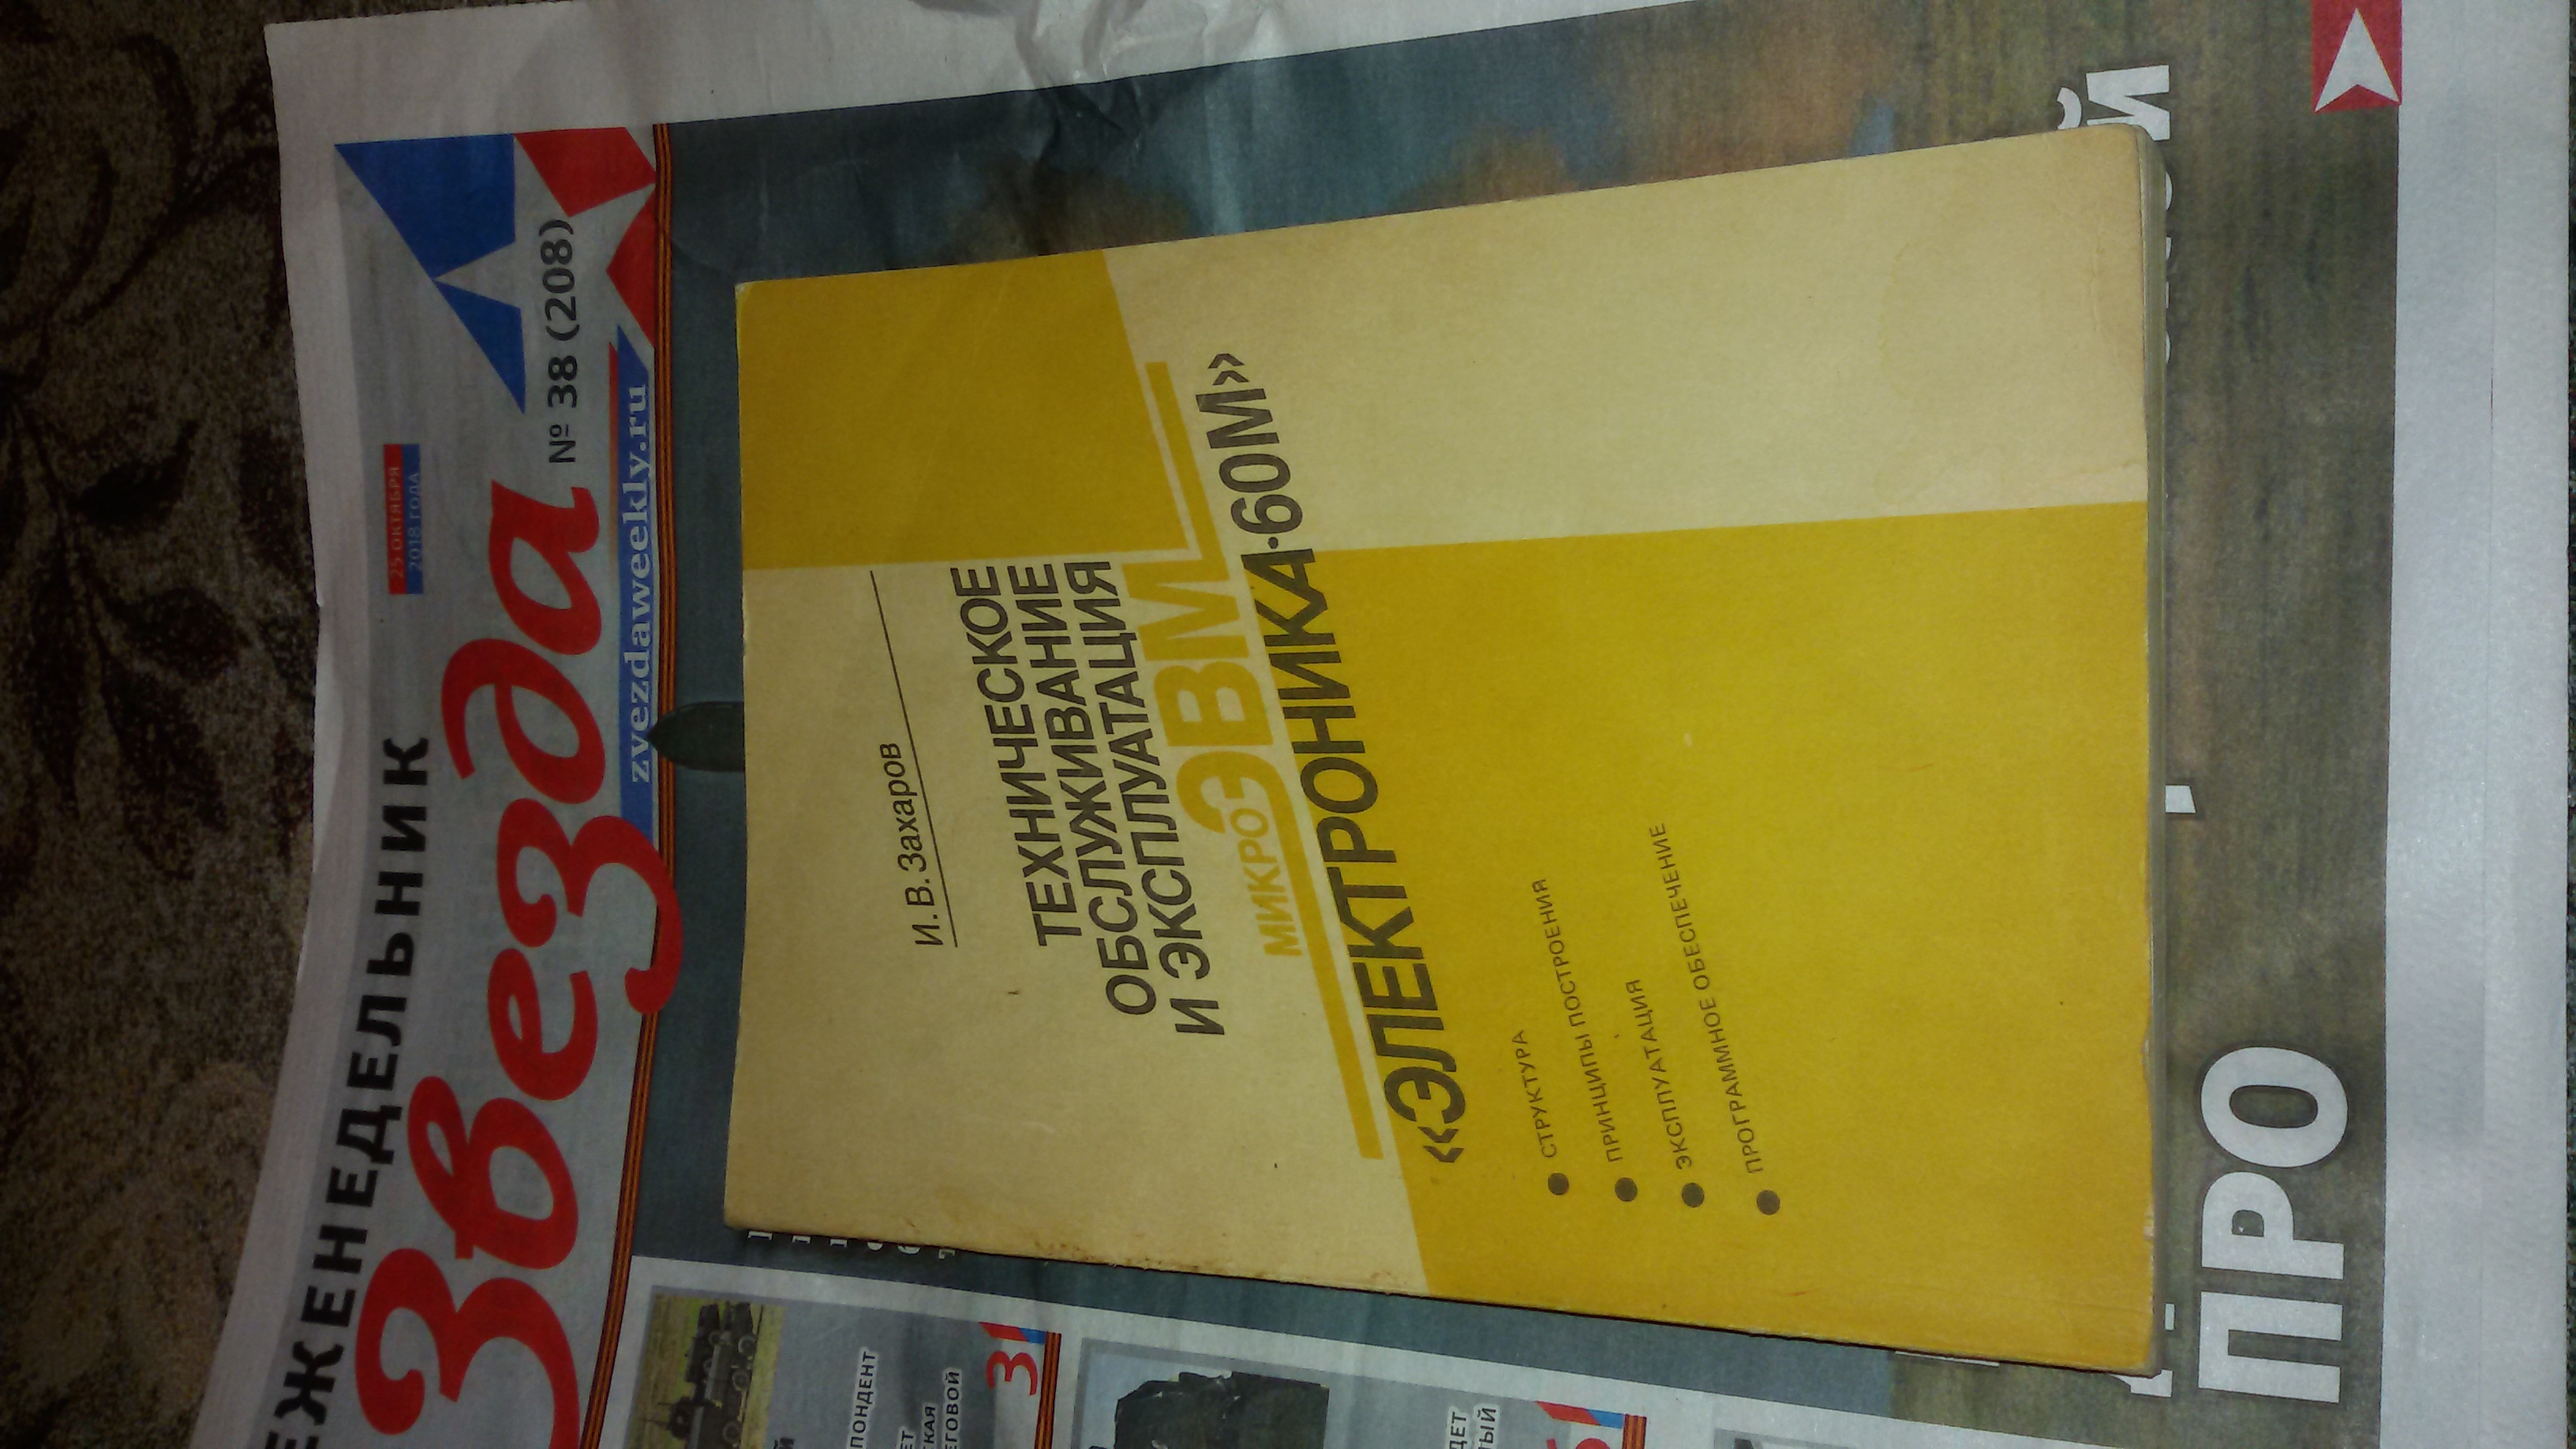 ЕЖЕНЕДЕЛЬНИК
25 ОКТЯБРЯ
2018 ГОДА
Звезда
№ 38 (208)
zvezdaweekly.ru
И.В.Захаров
ТЕХНИЧЕСКОЕ
ОБСЛУЖИВАНИЕ
И ЭКСПЛУАТАЦИЯ
МИКРОЭВМ
«ЭЛЕКТРОНИКА·60М»
● СТРУКТУРА
● ПРИНЦИПЫ ПОСТРОЕНИЯ
● ЭКСПЛУАТАЦИЯ
● ПРОГРАММНОЕ ОБЕСПЕЧЕНИЕ
ПРО